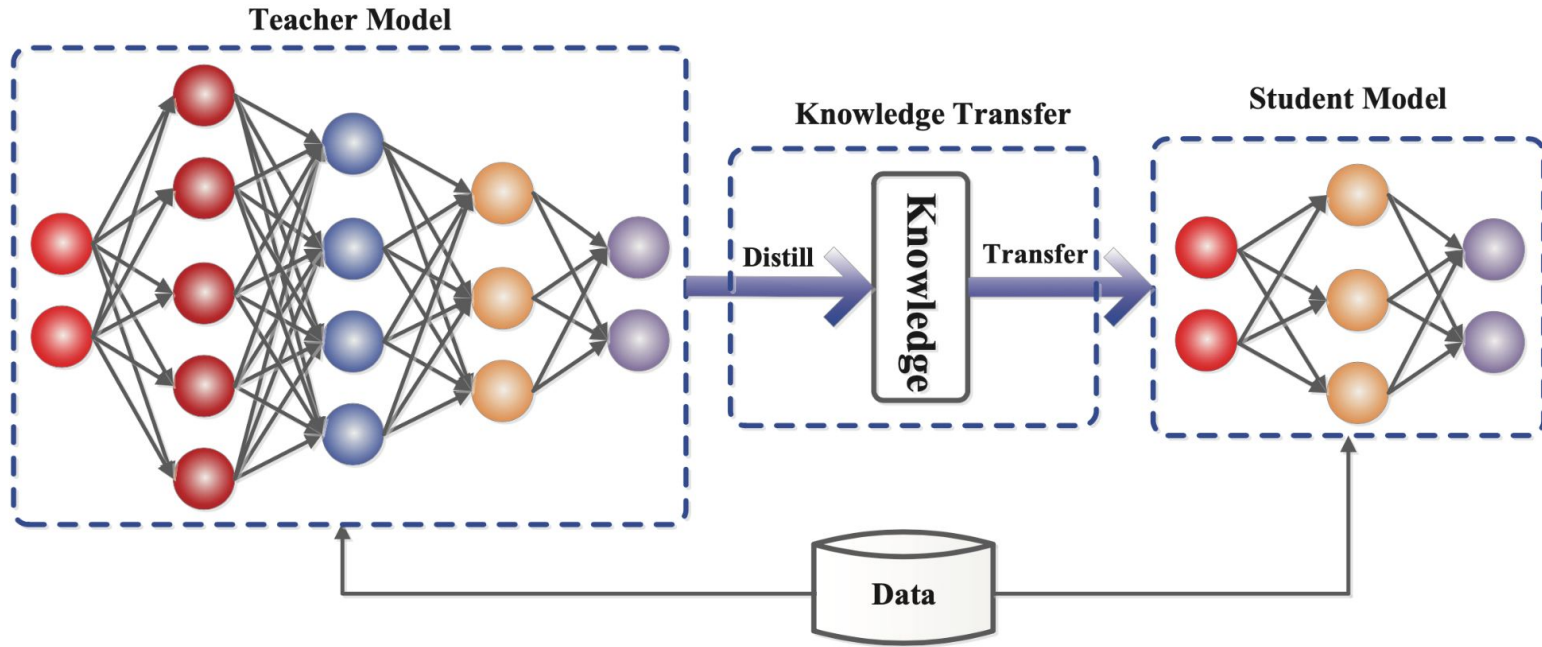 Teacher Model
Knowledge Transfer
Student Model
Distill
Knowledge
Transfer
Data